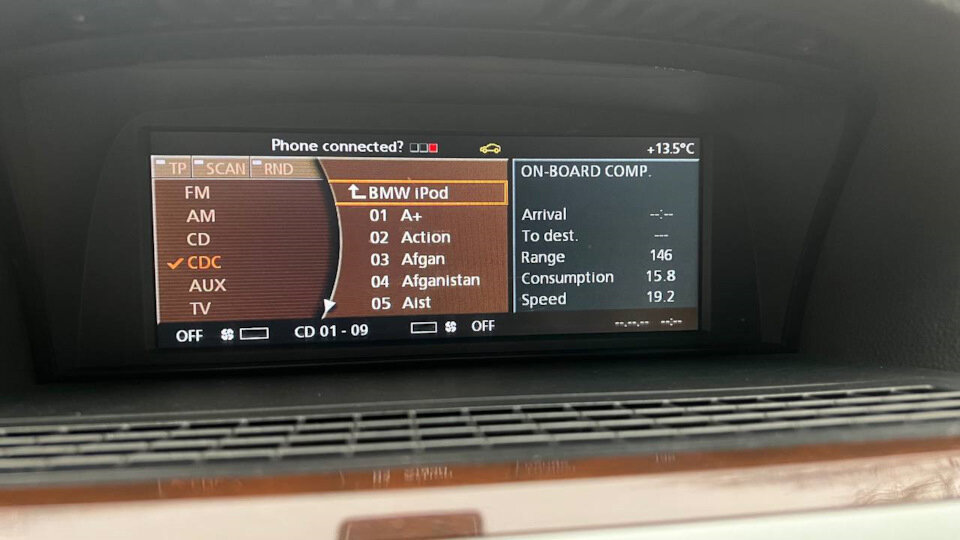 Phone connected?
+13.5°C
TP SCAN RND
FM
AM
CD
CDC
AUX
TV
BMW iPod
01 A+
02 Action
03 Afgan
04 Afganistan
05 Aist
ON-BOARD COMP.
Arrival --:--
To dest. ---
Range 146
Consumption 15.8
Speed 19.2
OFF CD 01 - 09 OFF
--.--.-- --:--